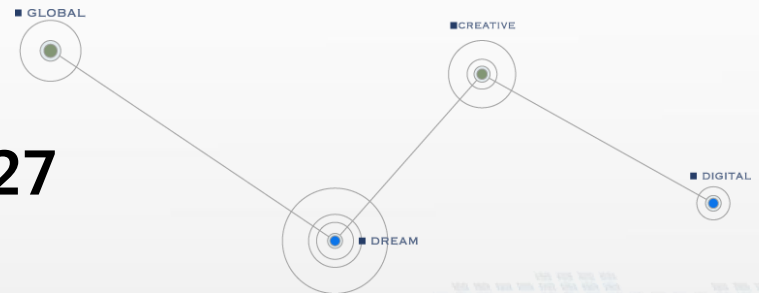 ■ GLOBAL
■CREATIVE
27
■ DIGITAL
■ DREAM